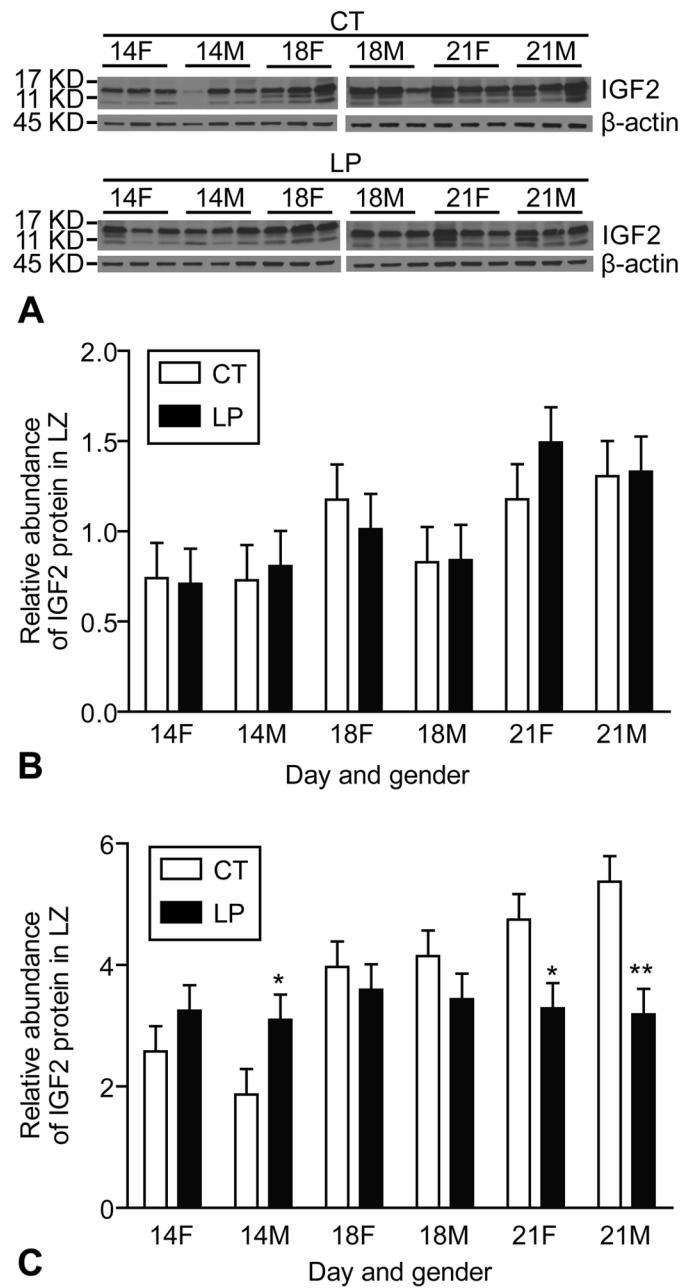 CT
14F 14M 18F 18M 21F 21M
17 KD
11 KD
IGF2
45 KD
β-actin
LP
14F 14M 18F 18M 21F 21M
17 KD
11 KD
IGF2
45 KD
β-actin
A
2.0
1.5
1.0
0.5
0.0
Relative abundance
of IGF2 protein in LZ
CT
LP
14F 14M 18F 18M 21F 21M
Day and gender
B
6
4
2
0
Relative abundance
of IGF2 protein in LZ
CT
LP
* * **
14F 14M 18F 18M 21F 21M
Day and gender
C